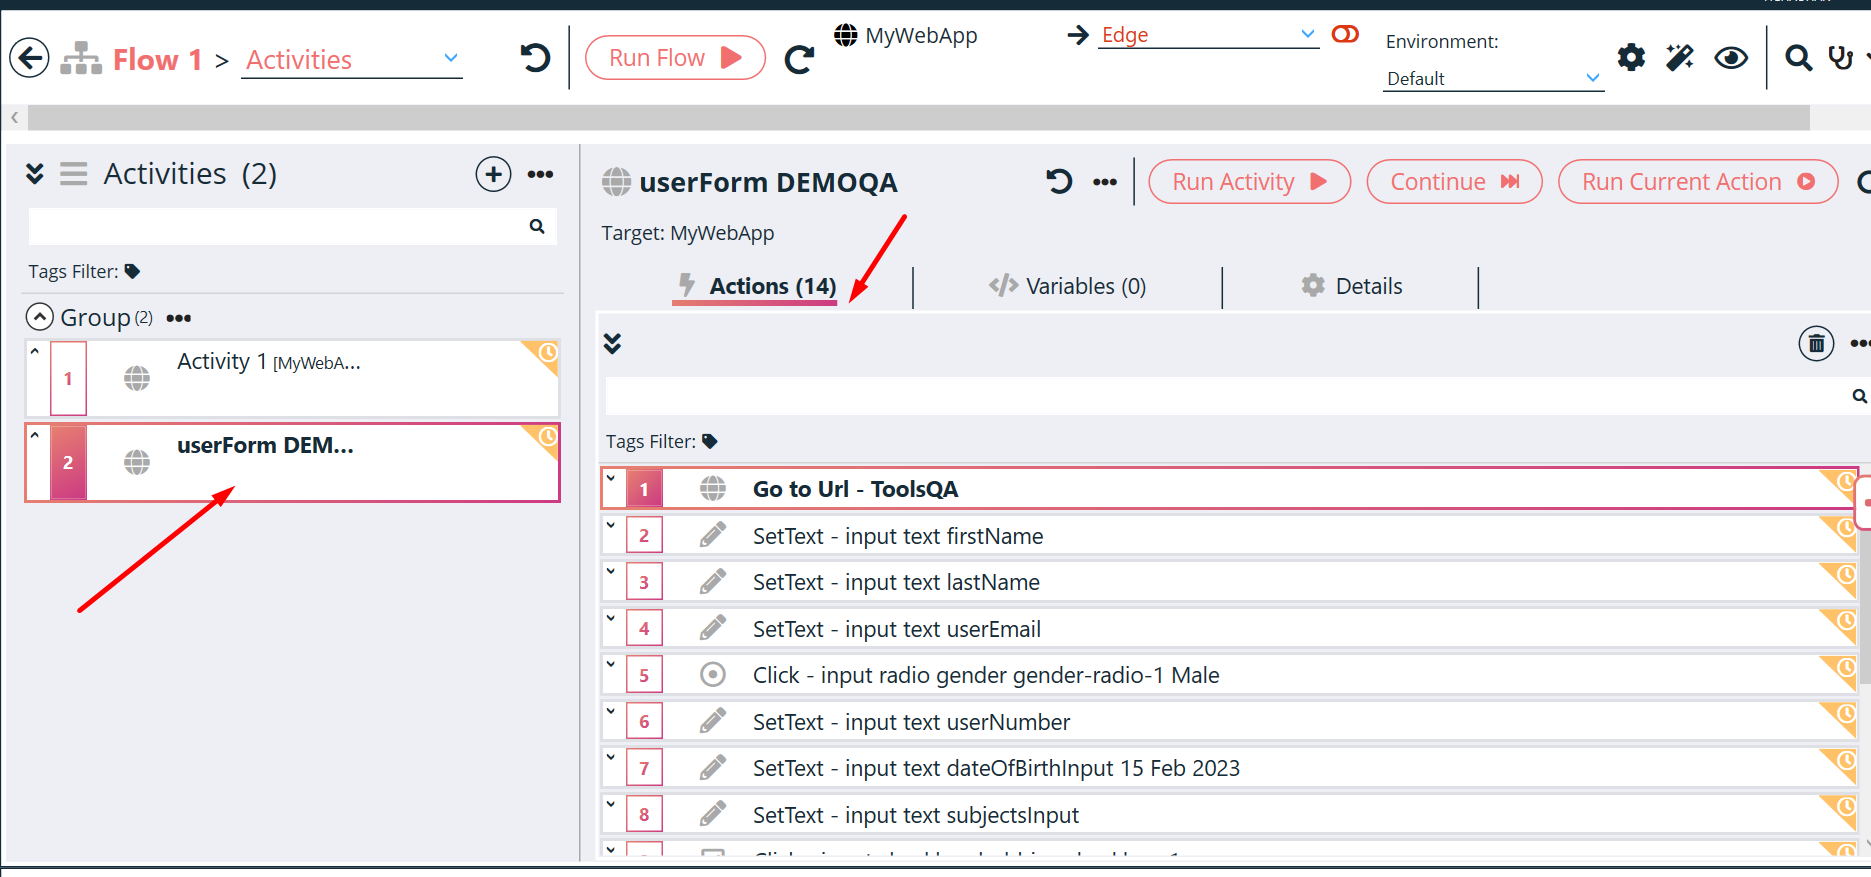 Flow 1 > Activities
Run Flow
MyWebApp
Edge
Environment:
Default
Activities (2)
Tags Filter:
Group (2)
1
Activity 1 [MyWebA...
2
userForm DEM...
userForm DEMOQA
Run Activity
Continue
Run Current Action
Target: MyWebApp
Actions (14)
Variables (0)
Details
Tags Filter:
1 Go to Url - ToolsQA
2 SetText - input text firstName
3 SetText - input text lastName
4 SetText - input text userEmail
5 Click - input radio gender gender-radio-1 Male
6 SetText - input text userNumber
7 SetText - input text dateOfBirthInput 15 Feb 2023
8 SetText - input text subjectsInput